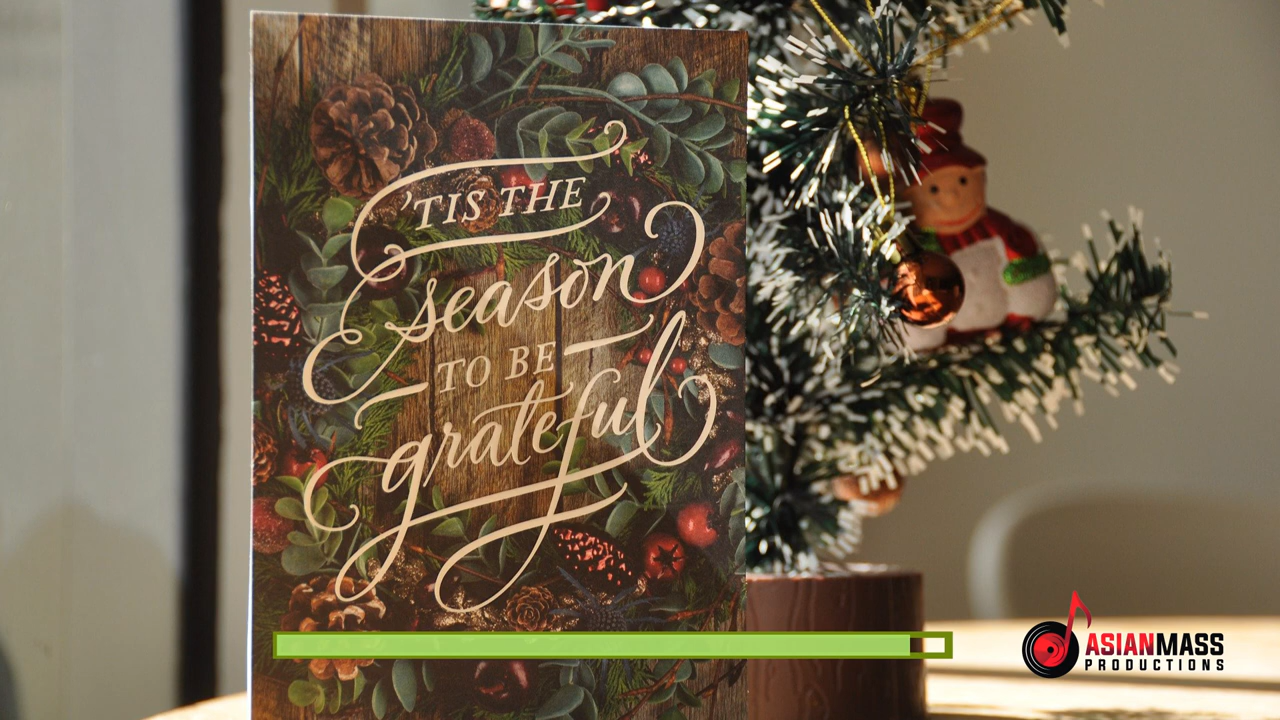 'TIS THE
season
TO BE
grateful
ASIANMASS
PRODUCTIONS